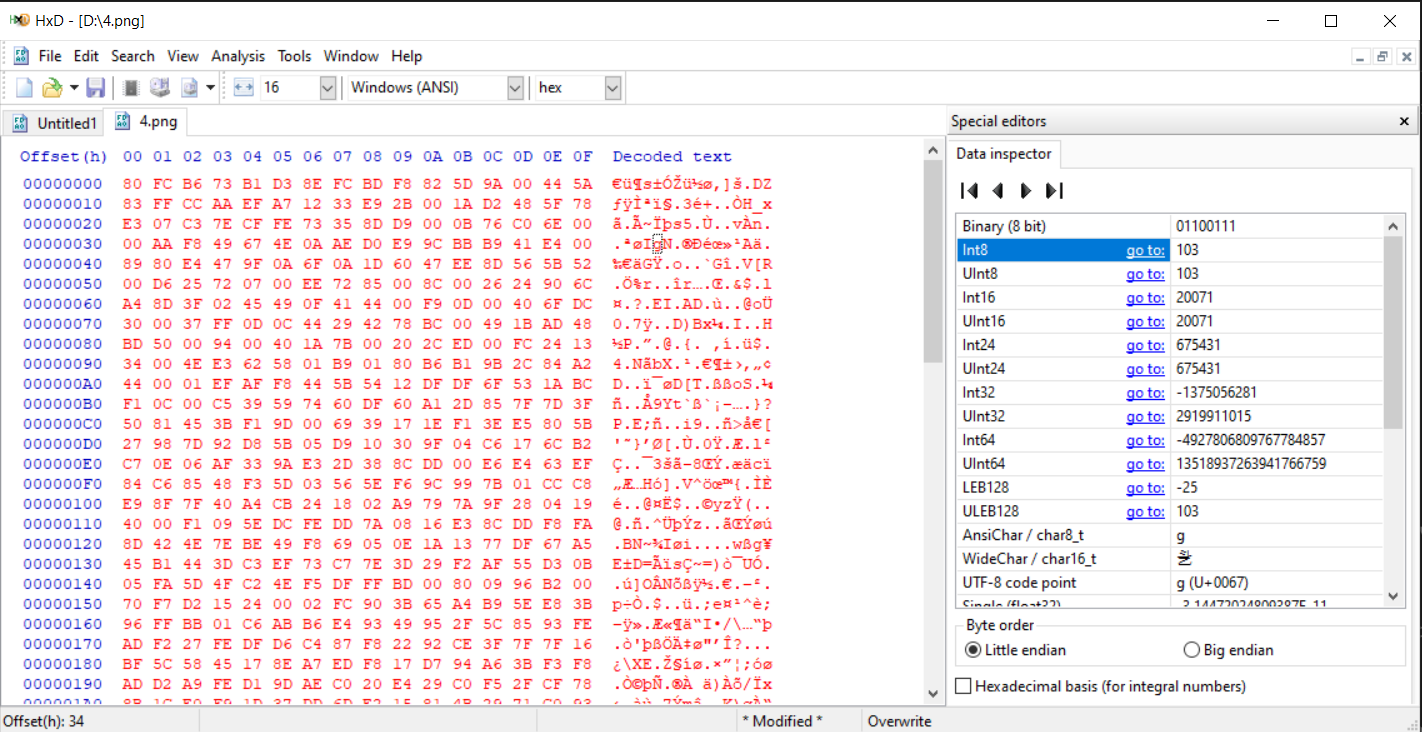 HxD - [D:\4.png]
File Edit Search View Analysis Tools Window Help
16 Windows (ANSI) hex
Untitled1 4.png
Offset(h) 00 01 02 03 04 05 06 07 08 09 0A 0B 0C 0D 0E 0F Decoded text
00000000 80 FC B6 73 B1 D3 8E FC BD F8 82 5D 9A 00 44 5A €ü¶s±ÓŽü½ø‚]š.DZ
00000010 83 FF CC AA EF A7 12 33 E9 2B 00 1A D2 48 5F 78 ƒÿÌªï§.3é+..ÒH_x
00000020 E3 07 C3 7E CF FE 73 35 8D D9 00 0B 76 C0 6E 00 ã.Ã~Ïþs5.Ù..vÀn.
00000030 00 AA F8 49 67 4E 0A AE D0 E9 9C BB B9 41 E4 00 .ªøIgN.®Ðéœ»¹Aä.
00000040 89 80 E4 47 9F 0A 6F 0A 1D 60 47 EE 8D 56 5B 52 ‰€äGŸ.o..`Gî.V[R
00000050 00 D6 25 72 07 00 EE 72 85 00 8C 00 26 24 90 6C .Ö%r..îr….Œ.&$.l
00000060 A4 8D 3F 02 45 49 0F 41 44 00 F9 0D 00 40 6F DC ¤.?.EI.AD.ù..@oÜ
00000070 30 00 37 FF 0D 0C 44 29 42 78 BC 00 49 1B AD 48 0.7ÿ..D)Bx¼.I..H
00000080 BD 50 00 94 00 40 1A 7B 00 20 2C ED 00 FC 24 13 ½P.”.@.{. ,í.ü$.
00000090 34 00 4E E3 62 58 01 B9 01 80 B6 B1 9B 2C 84 A2 4.NãbX.¹.€¶±›,„¢
000000A0 44 00 01 EF AF F8 44 5B 54 12 DF DF 6F 53 1A BC D..ï¯øD[T.ßßoS.¼
000000B0 F1 0C 00 C5 39 59 74 60 DF 60 A1 2D 85 7F 7D 3F ñ..Å9Yt`ß`¡-….}?
000000C0 50 81 45 3B F1 9D 00 69 39 17 1E F1 3E E5 80 5B P.E;ñ..i9..ñ>å€[
000000D0 27 98 7D 92 D8 5B 05 D9 10 30 9F 04 C6 17 6C B2 '˜}’Ø[.Ù.0Ÿ.Æ.l²
000000E0 C7 0E 06 AF 33 9A E3 2D 38 8C DD 00 E6 E4 63 EF Ç..¯3šã-8ŒÝ.æäcï
000000F0 84 C6 85 48 F3 5D 03 56 5E F6 9C 99 7B 01 CC C8 „Æ…Hó].V^öœ™{.ÌÈ
00000100 E9 8F 7F 40 A4 CB 24 18 02 A9 79 7A 9F 28 04 19 é..@¤Ë$..©yzŸ(..
00000110 40 00 F1 09 5E DC FE DD 7A 08 16 E3 8C DD F8 FA @.ñ.^ÜþÝz..ãŒÝøú
00000120 8D 42 4E 7E BE 49 F8 69 05 0E 1A 13 77 DF 67 A5 .BN~¾Iøi....wßg¥
00000130 45 B1 44 3D C3 EF 73 C7 7E 3D 29 F2 AF 55 D3 0B E±D=ÃïsÇ~=)ò¯UÓ.
00000140 05 FA 5D 4F C2 4E F5 DF FF BD 00 80 09 96 B2 00 .ú]OÂNõßÿ½.€.–².
00000150 70 F7 D2 15 24 00 02 FC 90 3B 65 A4 B9 5E E8 3B p÷Ò.$..ü.;e¤¹^è;
00000160 96 FF BB 01 C6 AB B6 E4 93 49 95 2F 5C 85 93 FE –ÿ».Æ«¶ä“I•/\…“þ
00000170 AD F2 27 FE DF D6 C4 87 F8 22 92 CE 3F 7F 7F 16 .ò'þßÖÄ‡ø"’Î?...
00000180 BF 5C 58 45 17 8E A7 ED F8 17 D7 94 A6 3B F3 F8 ¿\XE.Ž§íø.×”¦;óø
00000190 AD D2 A9 FE D1 9D AE C0 20 E4 29 C0 F5 2F CF 78 .Ò©þÑ.®À ä)Àõ/Ïx
Special editors
Data inspector
Binary (8 bit) 01100111
Int8 go to: 103
UInt8 go to: 103
Int16 go to: 20071
UInt16 go to: 20071
Int24 go to: 675431
UInt24 go to: 675431
Int32 go to: -1375056281
UInt32 go to: 2919911015
Int64 go to: -4927806809767784857
UInt64 go to: 13518937263941766759
LEB128 go to: -25
ULEB128 go to: 103
AnsiChar / char8_t g
WideChar / char16_t 乧
UTF-8 code point g (U+0067)
Single (float32) -3.14472024809387E-11
Byte order
Little endian Big endian
Hexadecimal basis (for integral numbers)
Offset(h): 34 * Modified * Overwrite